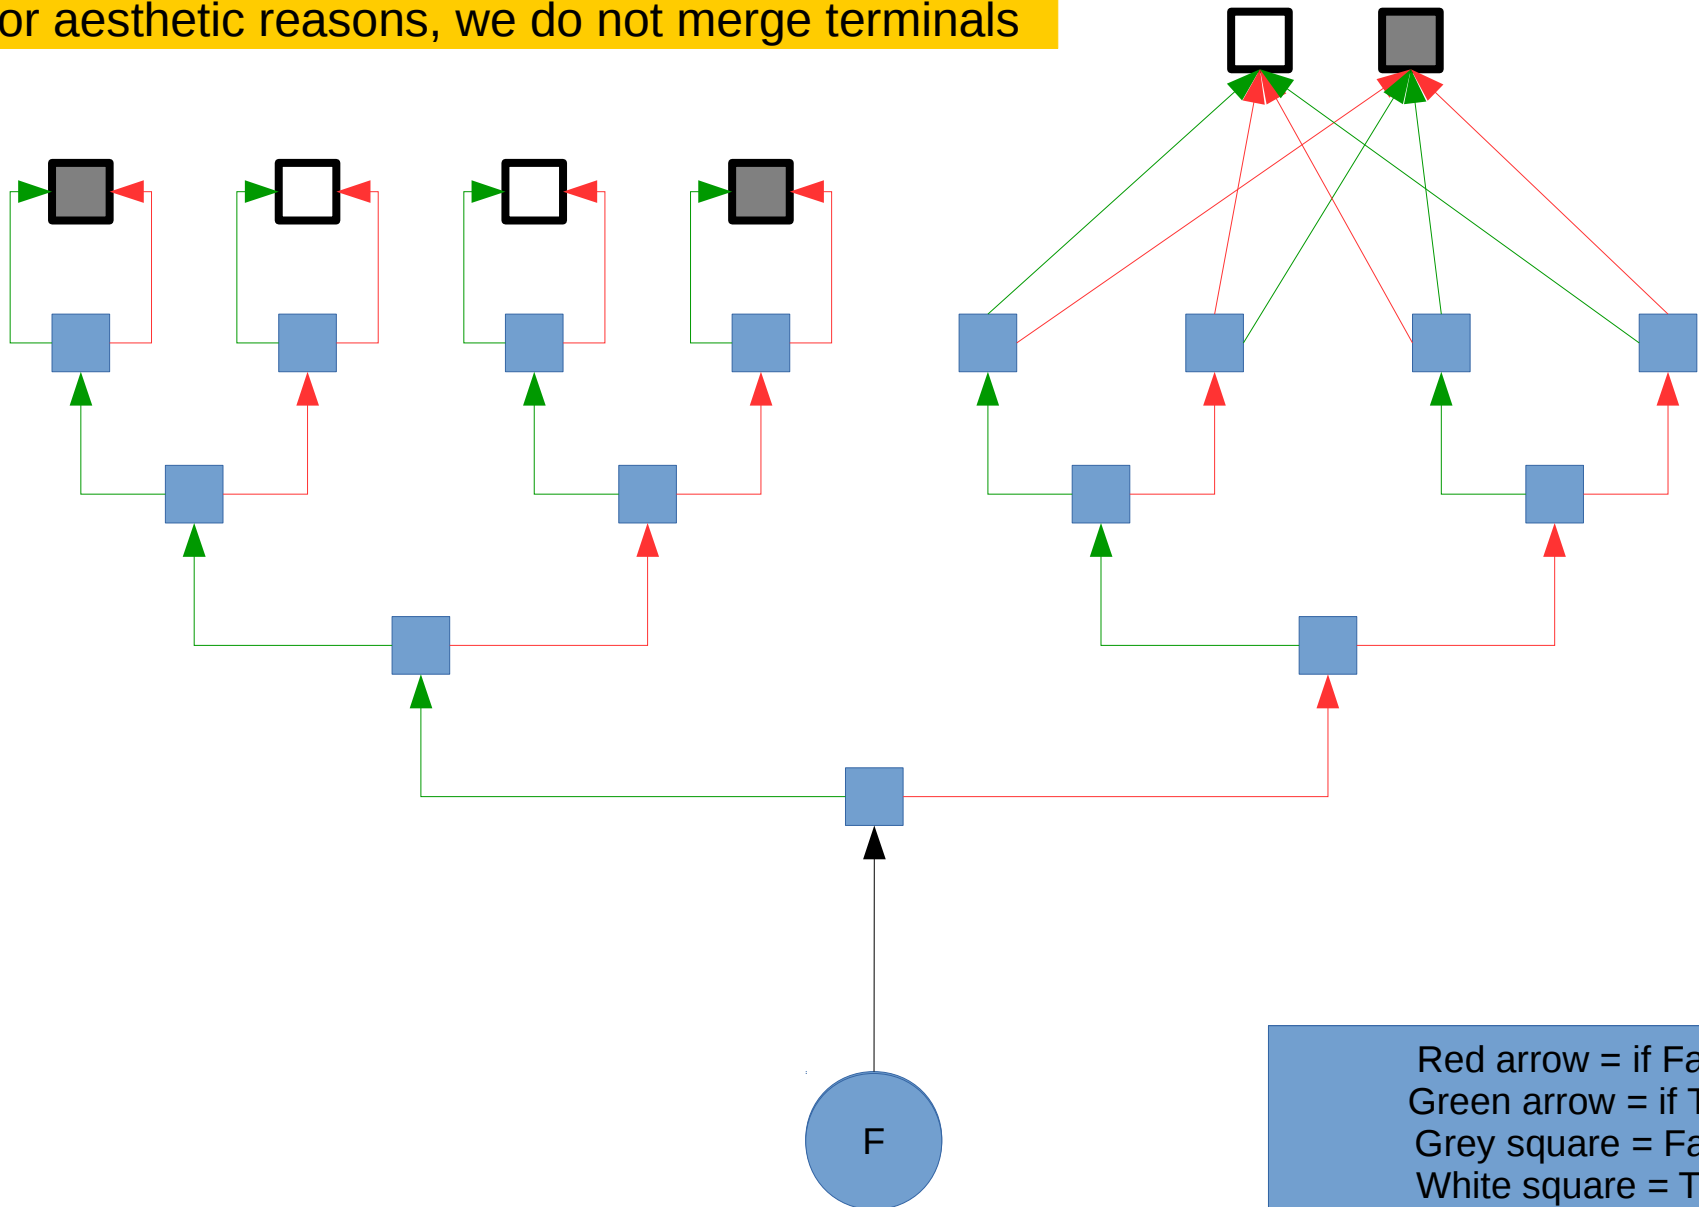 or aesthetic reasons, we do not merge terminals
F
Red arrow = if Fa
Green arrow = if T
Grey square = Fa
White square = T